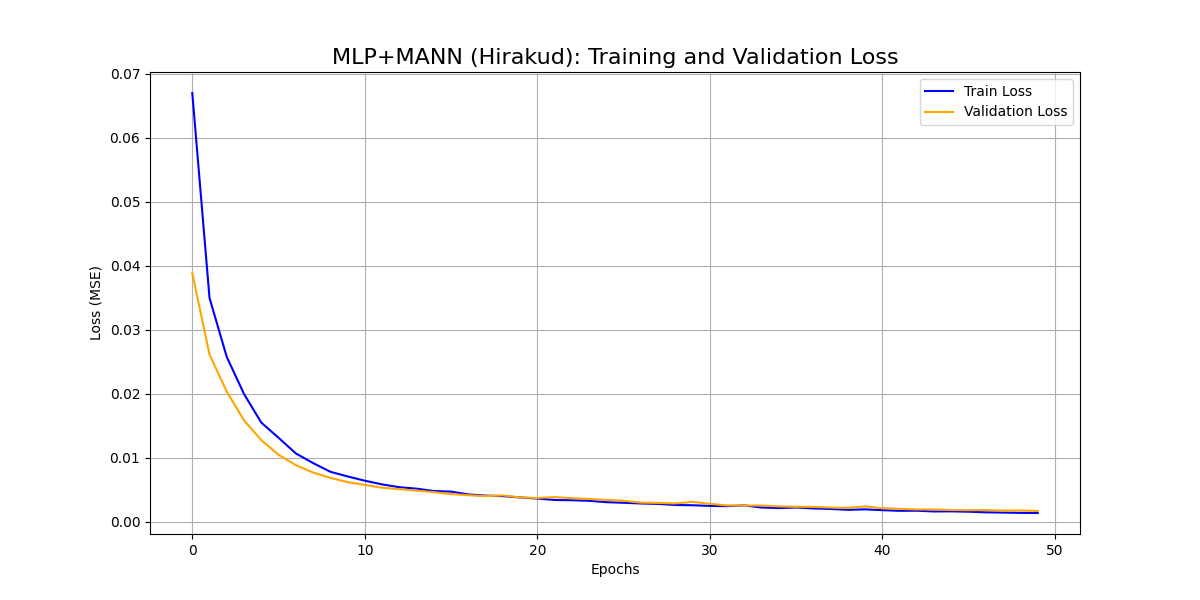 MLP+MANN (Hirakud): Training and Validation Loss
Train Loss
Validation Loss
Loss (MSE)
0.07
0.06
0.05
0.04
0.03
0.02
0.01
0.00
0 10 20 30 40 50
Epochs